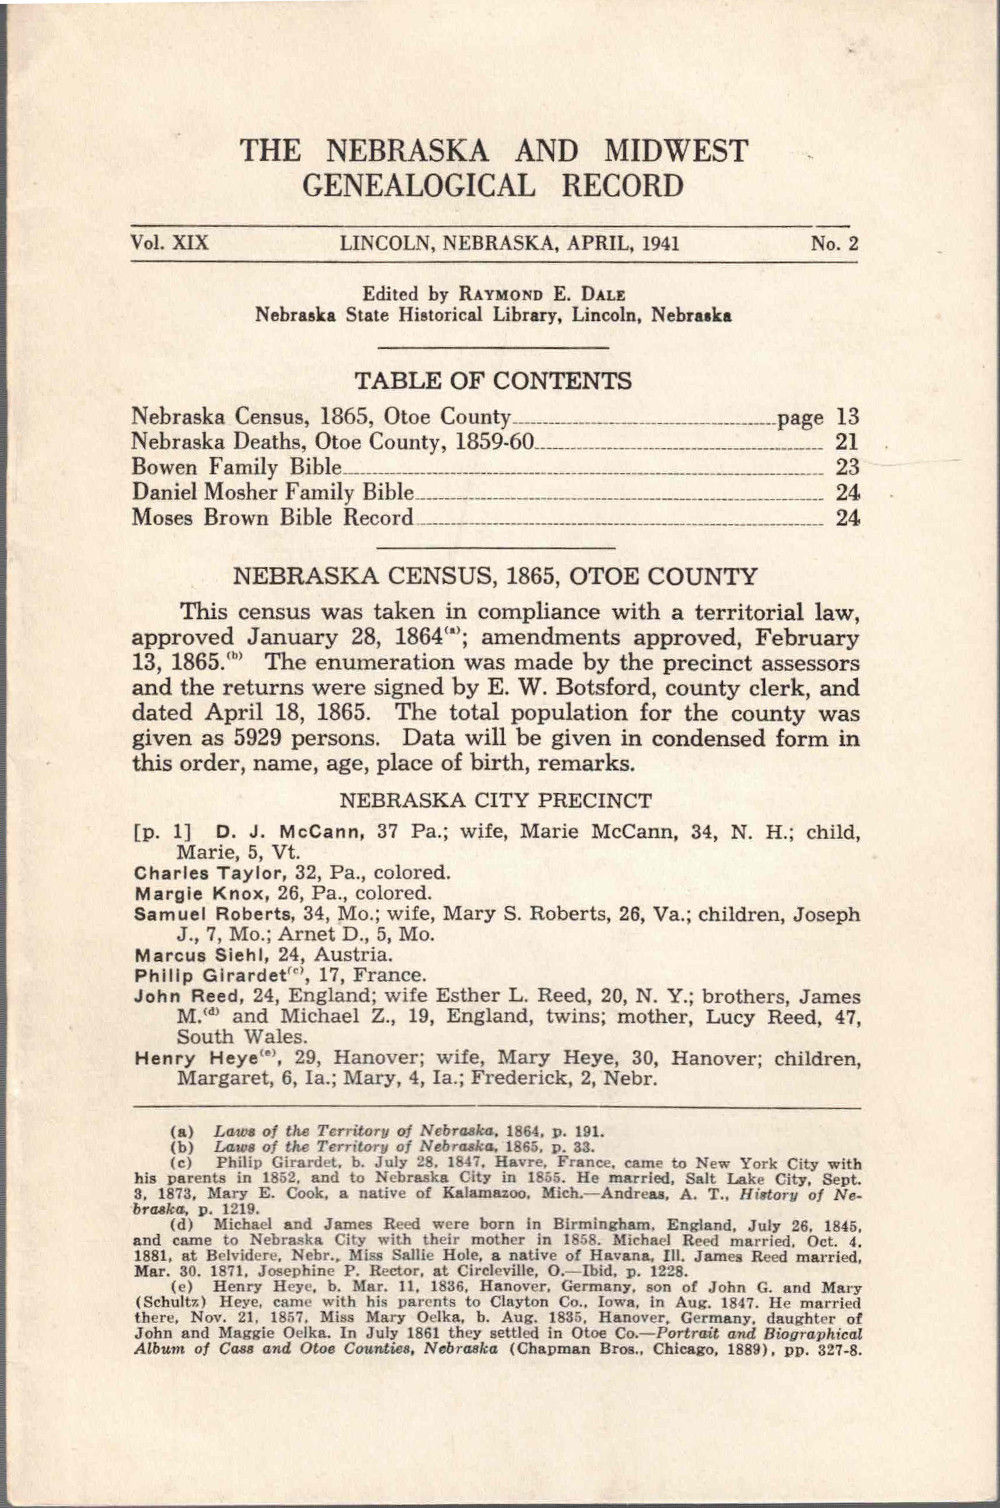 THE NEBRASKA AND MIDWEST
GENEALOGICAL RECORD
Vol. XIX LINCOLN, NEBRASKA, APRIL, 1941 No. 2
Edited by RAYMOND E. DALE
Nebraska State Historical Library, Lincoln, Nebraska
TABLE OF CONTENTS
Nebraska Census, 1865, Otoe County page 13
Nebraska Deaths, Otoe County, 1859-60 21
Bowen Family Bible 23
Daniel Mosher Family Bible 24
Moses Brown Bible Record 24
NEBRASKA CENSUS, 1865, OTOE COUNTY
This census was taken in compliance with a territorial law,
approved January 28, 1864(a); amendments approved, February
13, 1865.(b) The enumeration was made by the precinct assessors
and the returns were signed by E. W. Botsford, county clerk, and
dated April 18, 1865. The total population for the county was
given as 5929 persons. Data will be given in condensed form in
this order, name, age, place of birth, remarks.
NEBRASKA CITY PRECINCT
[p. 1] D. J. McCann, 37 Pa.; wife, Marie McCann, 34, N. H.; child,
Marie, 5, Vt.
Charles Taylor, 32, Pa., colored.
Margie Knox, 26, Pa., colored.
Samuel Roberts, 34, Mo.; wife, Mary S. Roberts, 26, Va.; children, Joseph
J., 7, Mo.; Arnet D., 5, Mo.
Marcus Siehl, 24, Austria.
Philip Girardet(c), 17, France.
John Reed, 24, England; wife Esther L. Reed, 20, N. Y.; brothers, James
M.(d) and Michael Z., 19, England, twins; mother, Lucy Reed, 47,
South Wales.
Henry Heye(e), 29, Hanover; wife, Mary Heye, 30, Hanover; children,
Margaret, 6, Ia.; Mary, 4, Ia.; Frederick, 2, Nebr.
(a) Laws of the Territory of Nebraska, 1864, p. 191.
(b) Laws of the Territory of Nebraska, 1865, p. 33.
(c) Philip Girardet, b. July 28, 1847, Havre, France, came to New York City with
his parents in 1852, and to Nebraska City in 1855. He married, Salt Lake City, Sept.
3, 1873, Mary E. Cook, a native of Kalamazoo, Mich.—Andreas, A. T., History of Ne-
braska, p. 1219.
(d) Michael and James Reed were born in Birmingham, England, July 26, 1845,
and came to Nebraska City with their mother in 1858. Michael Reed married, Oct. 4,
1881, at Belvidere, Nebr., Miss Sallie Hole, a native of Havana, Ill. James Reed married,
Mar. 30. 1871, Josephine P. Rector, at Circleville, O.—Ibid, p. 1228.
(e) Henry Heye, b. Mar. 11, 1836, Hanover, Germany, son of John G. and Mary
(Schultz) Heye, came with his parents to Clayton Co., Iowa, in Aug. 1847. He married
there, Nov. 21, 1857, Miss Mary Oelka, b. Aug. 1835, Hanover, Germany, daughter of
John and Maggie Oelka. In July 1861 they settled in Otoe Co.—Portrait and Biographical
Album of Cass and Otoe Counties, Nebraska (Chapman Bros., Chicago, 1889), pp. 327-8.